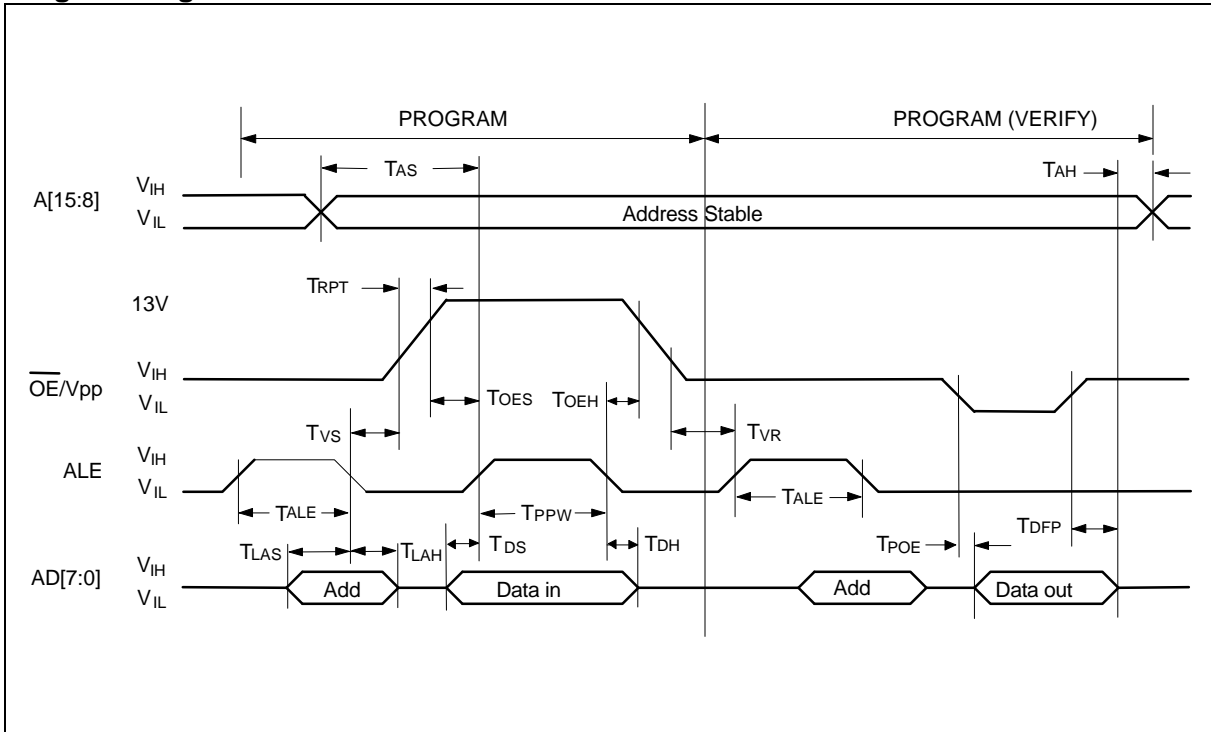 PROGRAM
PROGRAM (VERIFY)
TAS
TAH
A[15:8]
VIH
VIL
Address Stable
TRPT
13V
OE/Vpp
VIH
VIL
TOES
TOEH
TVS
TVR
ALE
VIH
VIL
TALE
TPPW
TALE
TDFP
TLAS
TLAH
TDS
TDH
TPOE
AD[7:0]
VIH
VIL
Add
Data in
Add
Data out